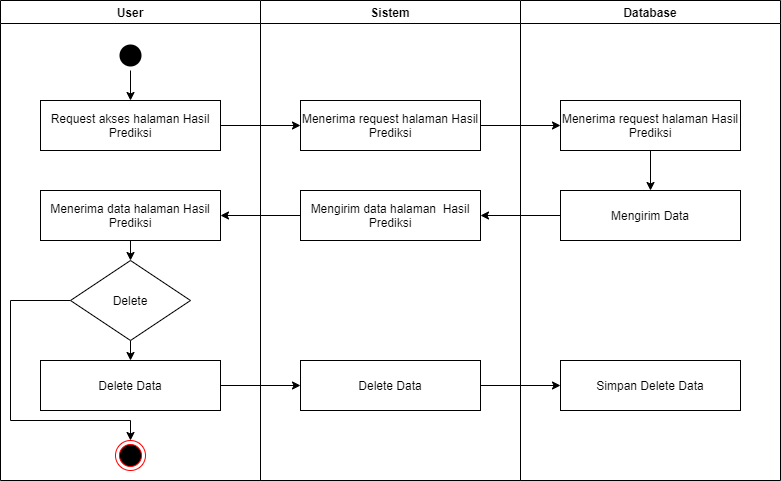 User
Sistem
Database
Request akses halaman Hasil
Prediksi
Menerima request halaman Hasil
Prediksi
Menerima request halaman Hasil
Prediksi
Menerima data halaman Hasil
Prediksi
Mengirim data halaman  Hasil
Prediksi
Mengirim Data
Delete
Delete Data
Delete Data
Simpan Delete Data